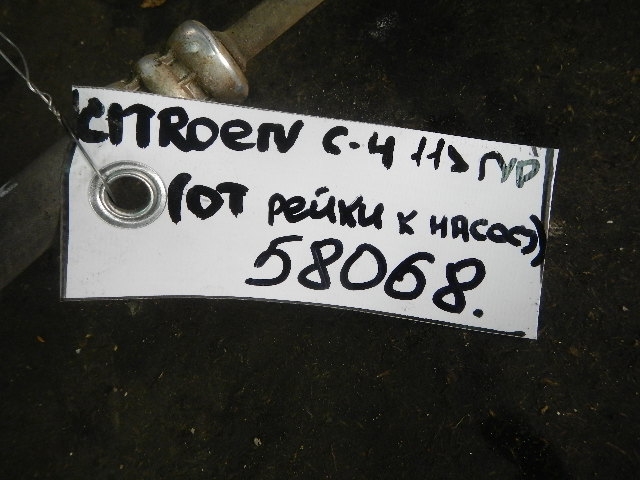 CITROEN C-4 11> ГУР
(ОТ РЕЙКИ К НАСОСУ)
58068.